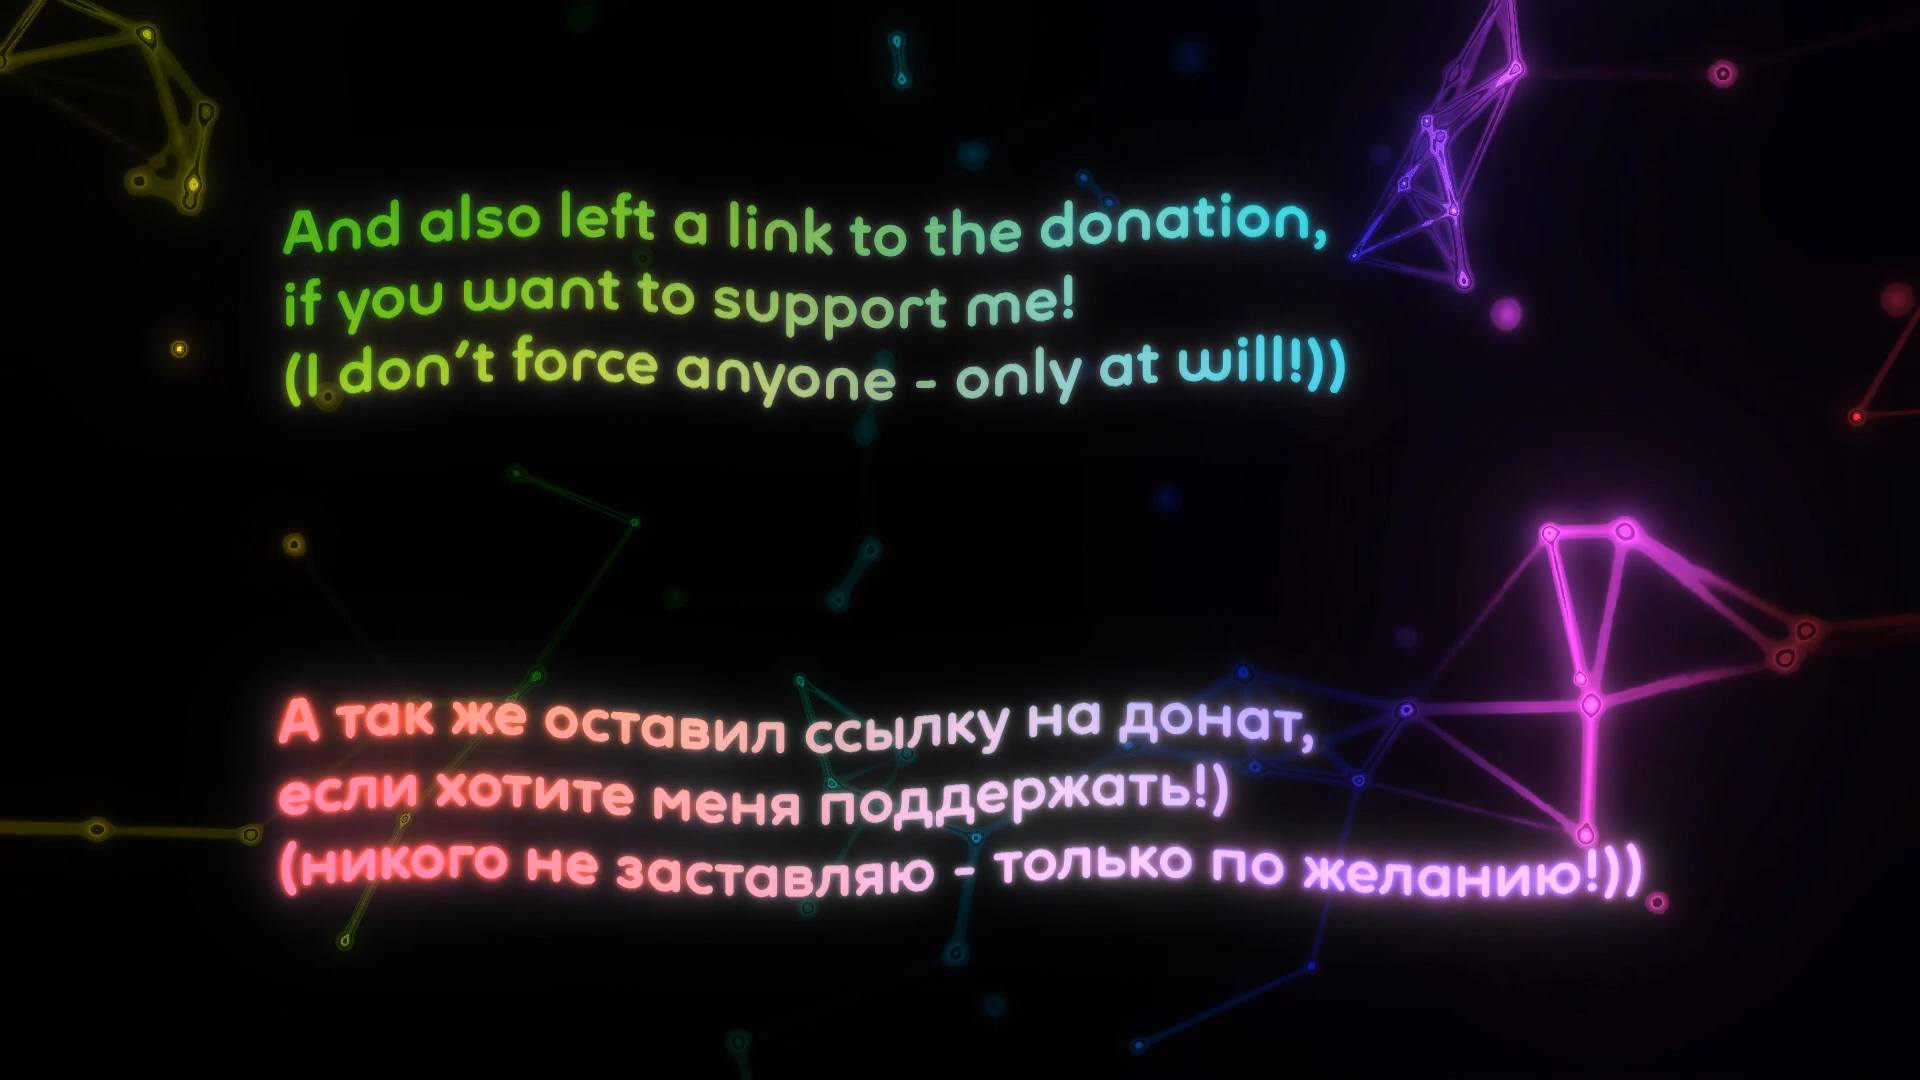 And also left a link to the donation,
if you want to support me!
(I don't force anyone - only at will!))
А так же оставил ссылку на донат,
если хотите меня поддержать!)
(никого не заставляю - только по желанию!))